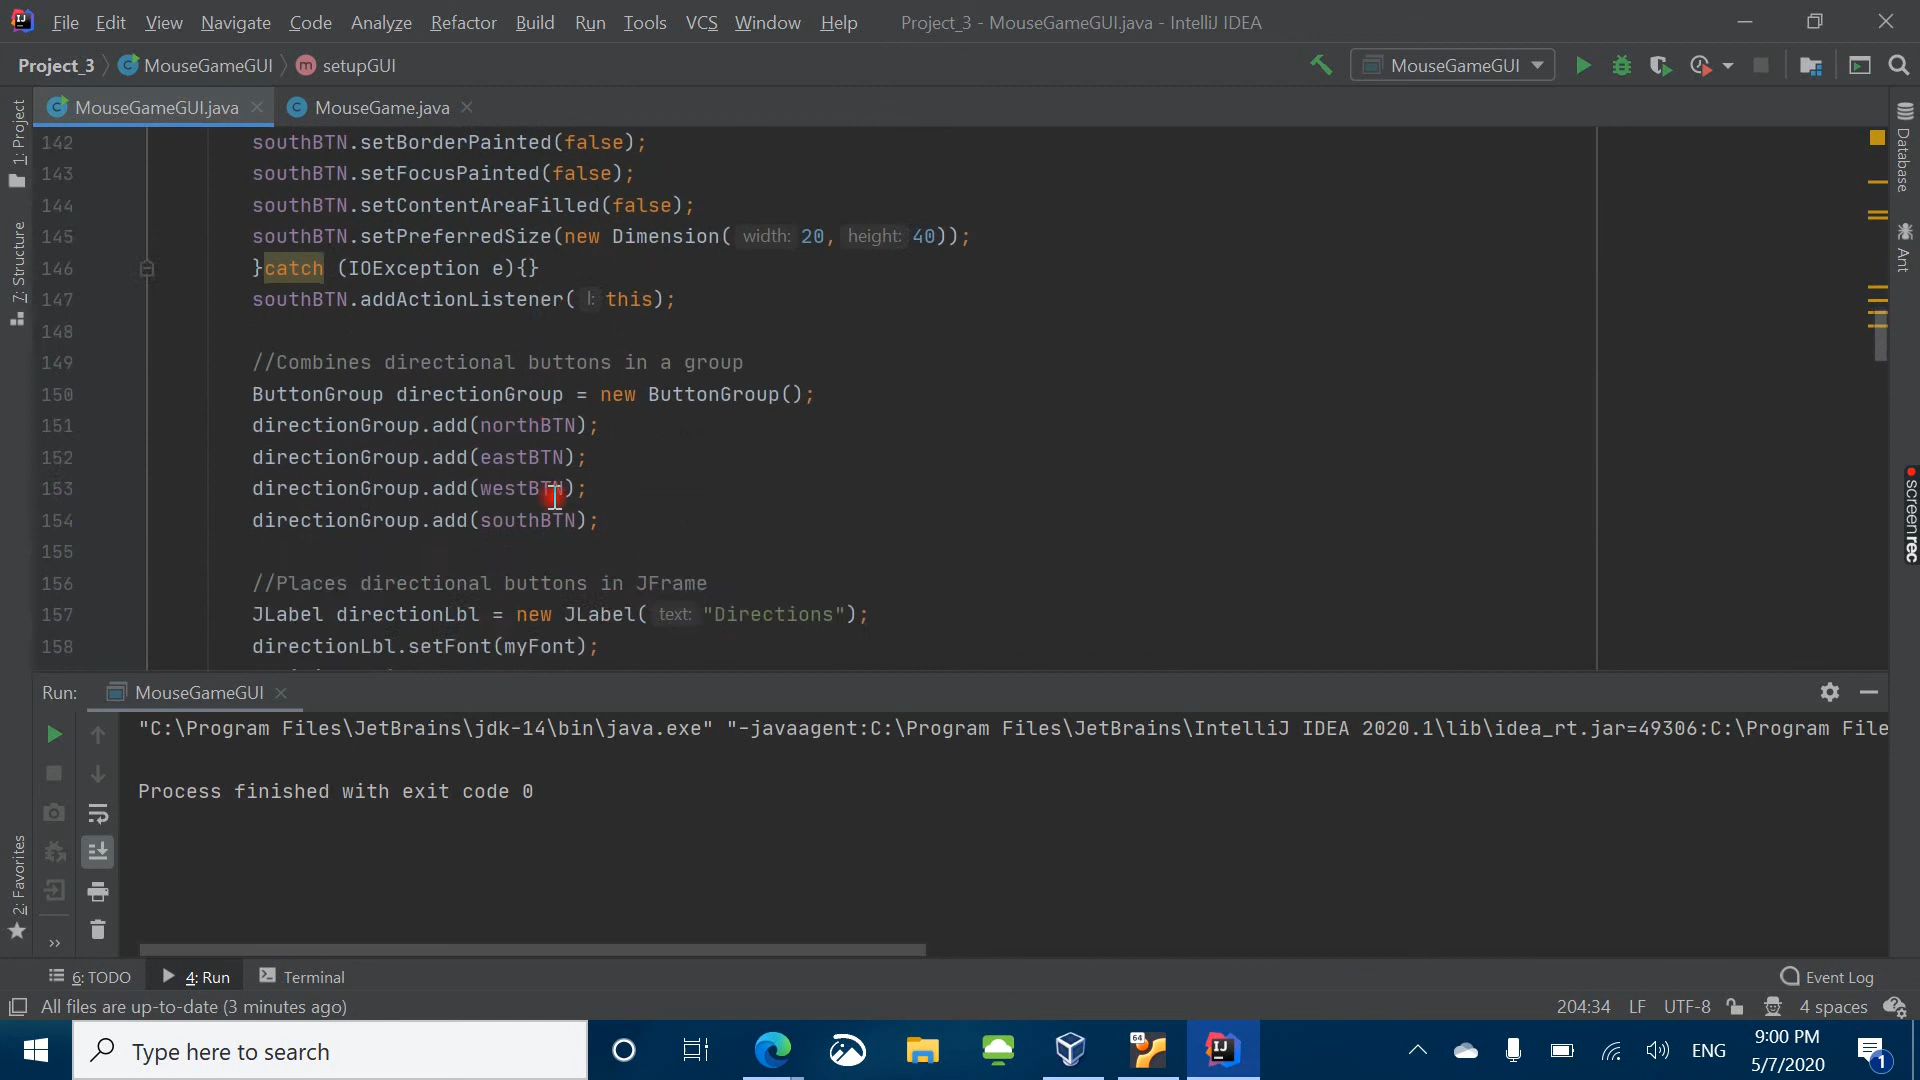 File Edit View Navigate Code Analyze Refactor Build Run Tools VCS Window Help Project_3 - MouseGameGUI.java - IntelliJ IDEA
Project_3 MouseGameGUI setupGUI MouseGameGUI
MouseGameGUI.java MouseGame.java
1: Project
7: Structure
2: Favorites
Database
Ant
142 southBTN.setBorderPainted(false);
143 southBTN.setFocusPainted(false);
144 southBTN.setContentAreaFilled(false);
145 southBTN.setPreferredSize(new Dimension( width: 20, height: 40));
146 }catch (IOException e){}
147 southBTN.addActionListener( l: this);
148
149 //Combines directional buttons in a group
150 ButtonGroup directionGroup = new ButtonGroup();
151 directionGroup.add(northBTN);
152 directionGroup.add(eastBTN);
153 directionGroup.add(westBTN);
154 directionGroup.add(southBTN);
155
156 //Places directional buttons in JFrame
157 JLabel directionLbl = new JLabel( text: "Directions");
158 directionLbl.setFont(myFont);
screenrec
Run: MouseGameGUI
"C:\Program Files\JetBrains\jdk-14\bin\java.exe" "-javaagent:C:\Program Files\JetBrains\IntelliJ IDEA 2020.1\lib\idea_rt.jar=49306:C:\Program File
Process finished with exit code 0
6: TODO 4: Run Terminal Event Log
All files are up-to-date (3 minutes ago) 204:34 LF UTF-8 4 spaces
Type here to search 64 IJ ENG 9:00 PM
5/7/2020 1